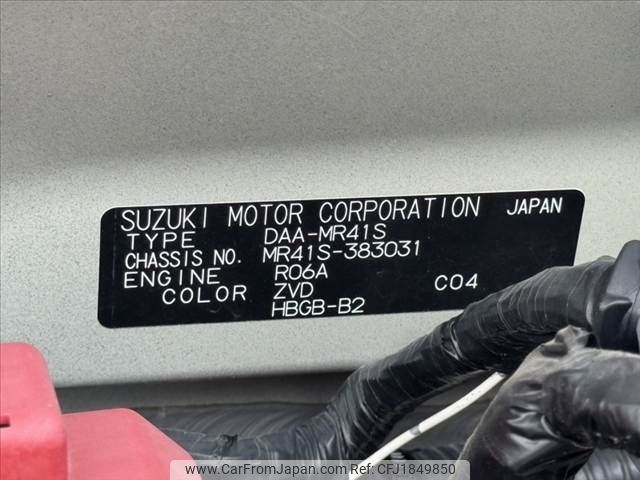 SUZUKI MOTOR CORPORATION JAPAN
TYPE DAA-MR41S
CHASSIS NO. MR41S-383031
ENGINE R06A
COLOR ZVD C04
HBGB-B2
www.CarFromJapan.com CFJ1849850